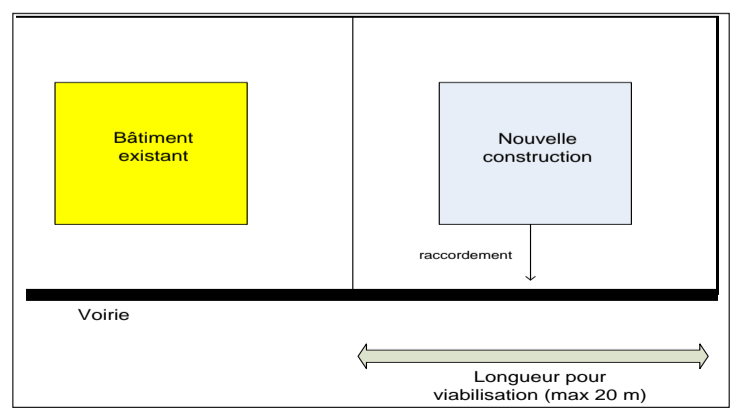 Bâtiment
existant
Nouvelle
construction
raccordement
Voirie
Longueur pour
viabilisation (max 20 m)